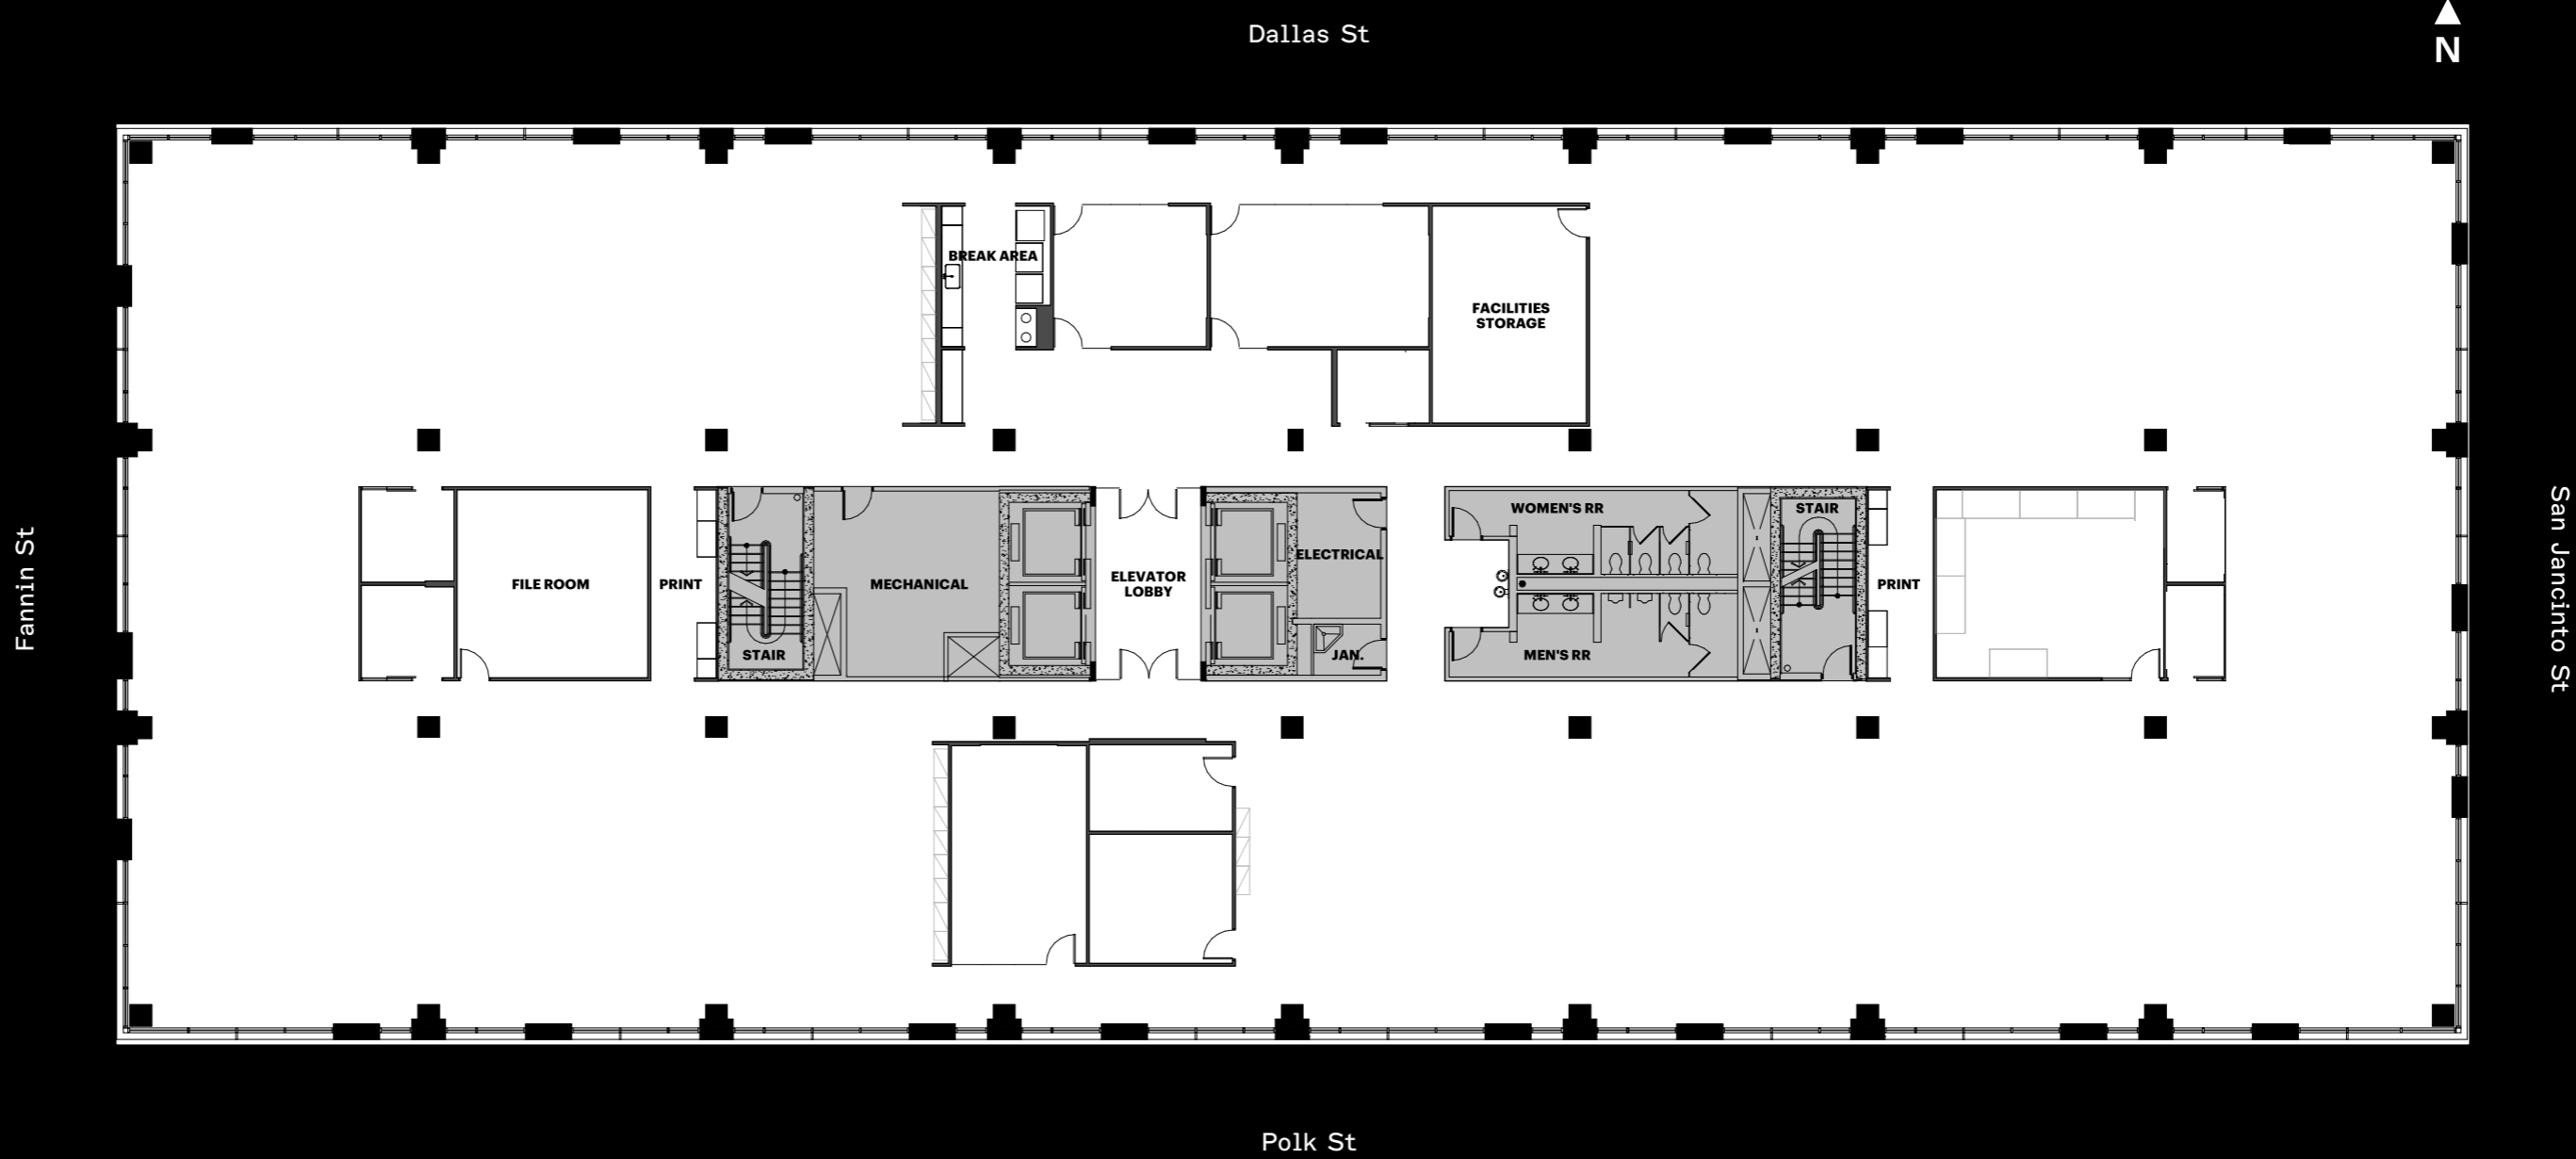 Dallas St
N
BREAK AREA
FACILITIES
STORAGE
Fannin St
FILE ROOM
PRINT
STAIR
MECHANICAL
ELEVATOR
LOBBY
ELECTRICAL
JAN.
WOMEN'S RR
MEN'S RR
STAIR
PRINT
San Jancinto St
Polk St